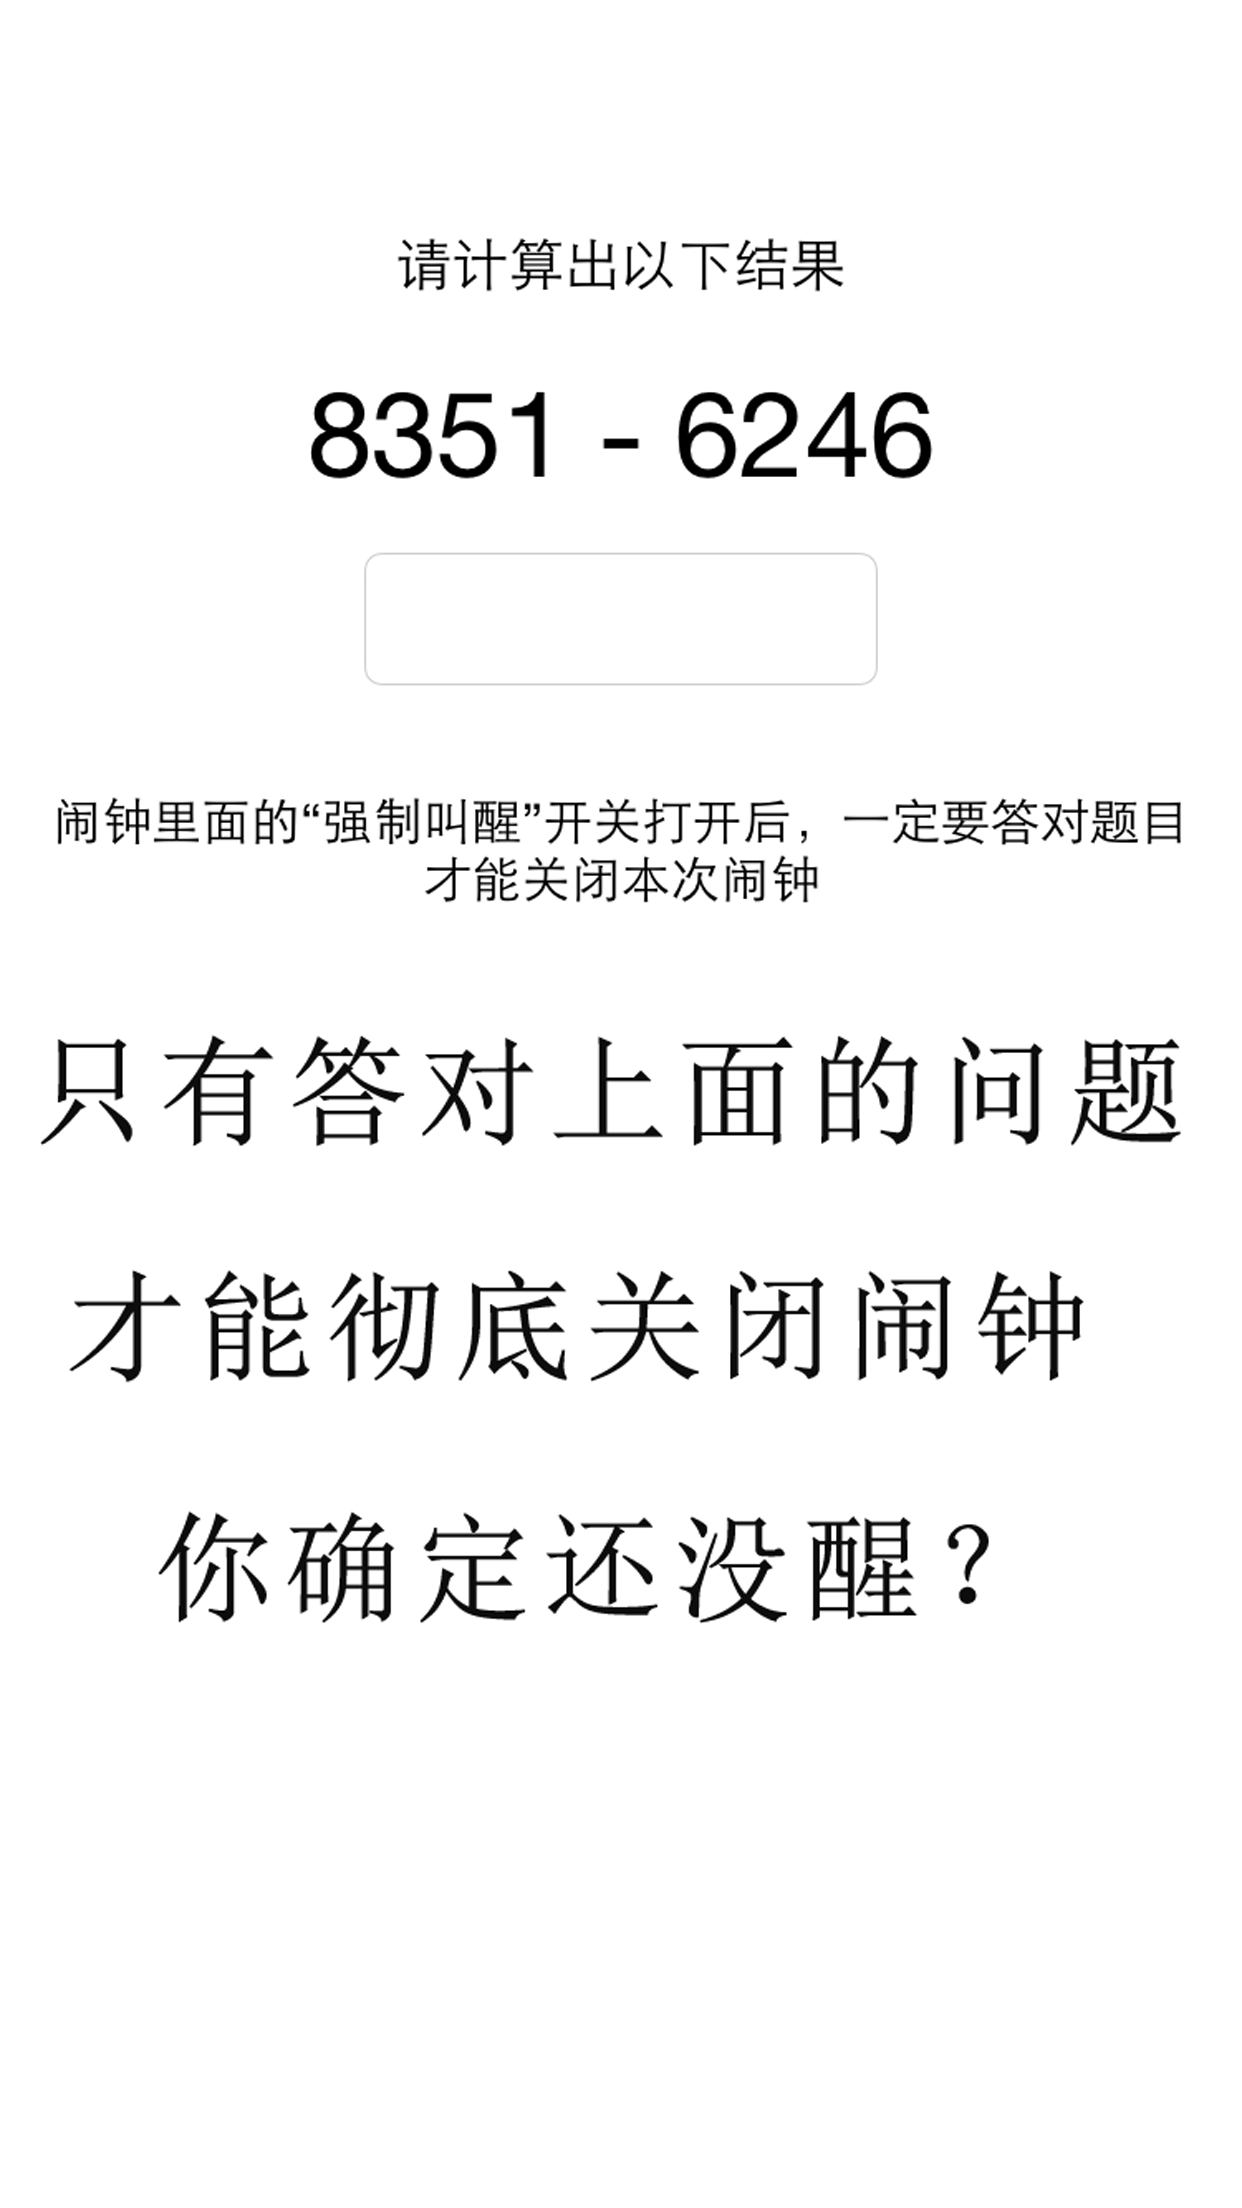 请计算出以下结果
8351 - 6246
闹钟里面的“强制叫醒”开关打开后，一定要答对题目
才能关闭本次闹钟
只有答对上面的问题
才能彻底关闭闹钟
你确定还没醒？